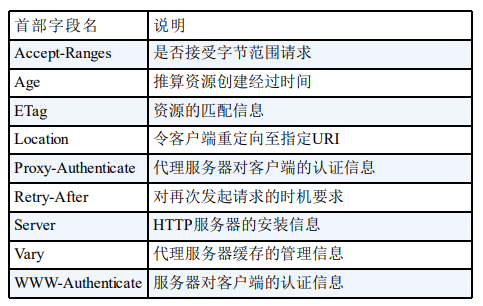 首部字段名 说明
Accept-Ranges 是否接受字节范围请求
Age 推算资源创建经过时间
ETag 资源的匹配信息
Location 令客户端重定向至指定URI
Proxy-Authenticate 代理服务器对客户端的认证信息
Retry-After 对再次发起请求的时机要求
Server HTTP服务器的安装信息
Vary 代理服务器缓存的管理信息
WWW-Authenticate 服务器对客户端的认证信息